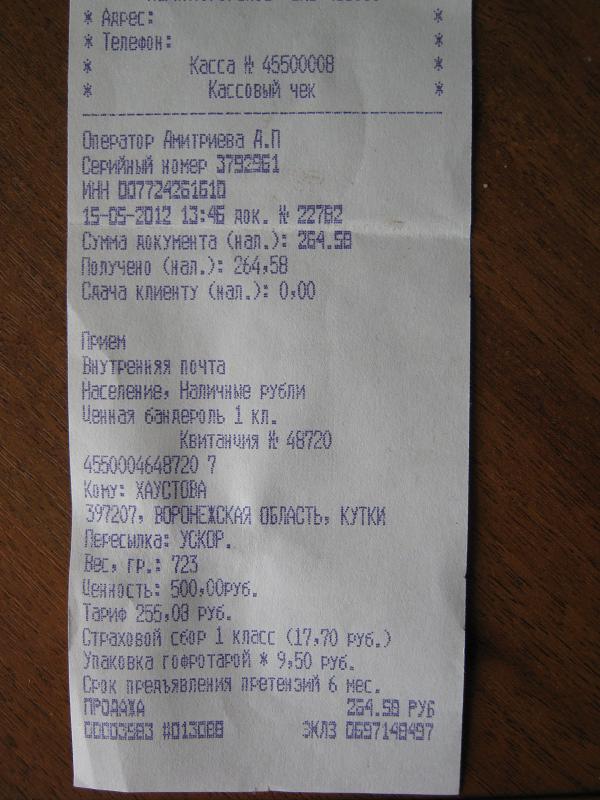 * Адрес: *
* Телефон: *
* Касса № 45500008 *
* Кассовый чек *
Оператор Амитриева А.П
Серийный номер 3792961
ИНН 007724261610
15-05-2012 13:46 док. № 22782
Сумма документа (нал.): 264.58
Получено (нал.): 264,58
Сдача клиенту (нал.): 0,00
Прием
Внутренняя почта
Население, Наличные рубли
Ценная бандероль 1 кл.
Квитанция № 48720
4550004648720 7
Кому: ХАУСТОВА
397207, ВОРОНЕЖСКАЯ ОБЛАСТЬ, КУТКИ
Пересылка: УСКОР.
Вес, гр.: 723
Ценность: 500,00руб.
Тариф 255,08 руб.
Страховой сбор 1 класс (17,70 руб.)
Упаковка гофротарой * 9,50 руб.
Срок предъявления претензий 6 мес.
ПРОДАЖА 264.58 РУБ
00003583 #013088 ЭКЛЗ 0697148497